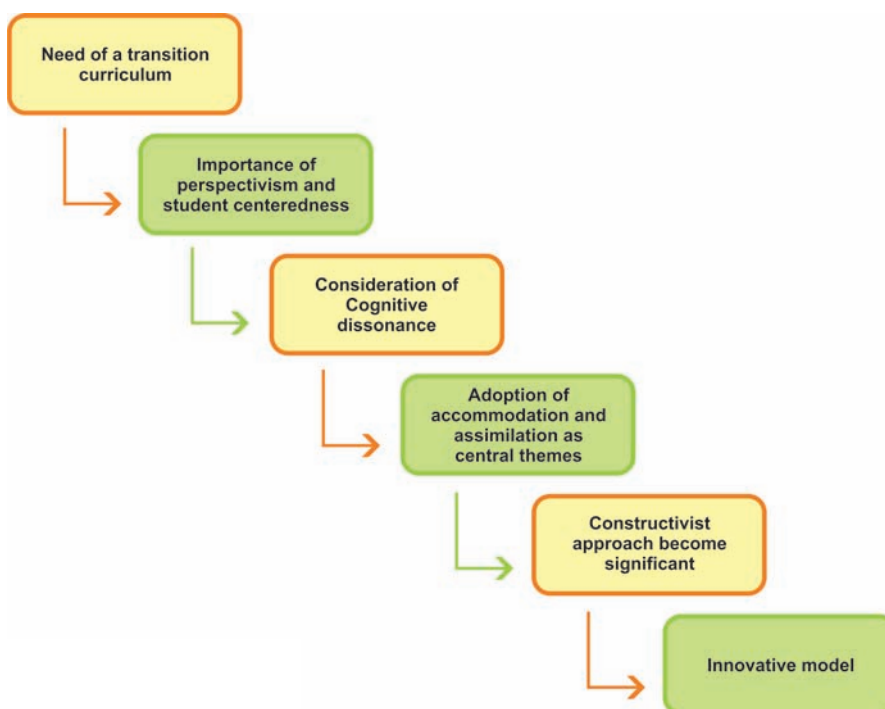 Need of a transition
curriculum
Importance of
perspectivism and
student centeredness
Consideration of
Cognitive
dissonance
Adoption of
accommodation and
assimilation as
central themes
Constructivist
approach become
significant
Innovative model